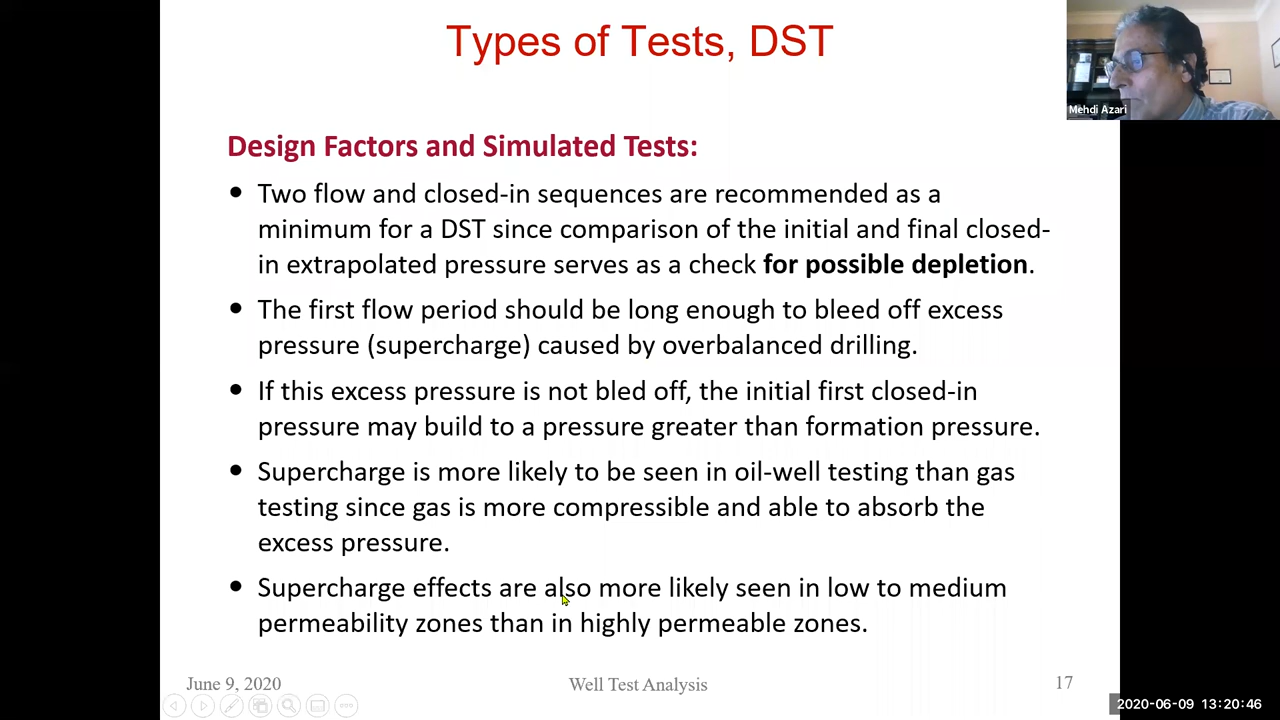 Types of Tests, DST
Mehdi Azari
Design Factors and Simulated Tests:
• Two flow and closed-in sequences are recommended as a
minimum for a DST since comparison of the initial and final closed-
in extrapolated pressure serves as a check for possible depletion.
• The first flow period should be long enough to bleed off excess
pressure (supercharge) caused by overbalanced drilling.
• If this excess pressure is not bled off, the initial first closed-in
pressure may build to a pressure greater than formation pressure.
• Supercharge is more likely to be seen in oil-well testing than gas
testing since gas is more compressible and able to absorb the
excess pressure.
• Supercharge effects are also more likely seen in low to medium
permeability zones than in highly permeable zones.
June 9, 2020
Well Test Analysis
17
2020-06-09 13:20:46